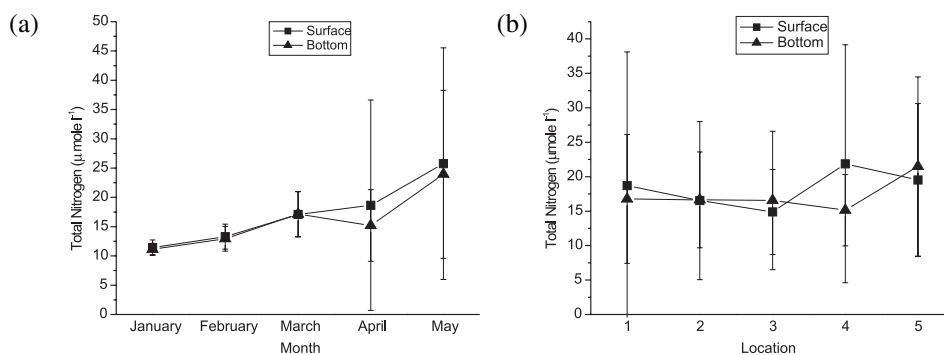 (a)
Surface
Bottom
50
45
40
35
30
25
20
15
10
5
0
Total Nitrogen (µ mole l⁻¹)
January February March April May
Month
(b)
Surface
Bottom
40
35
30
25
20
15
10
5
0
Total Nitrogen (µmole l⁻¹)
1 2 3 4 5
Location